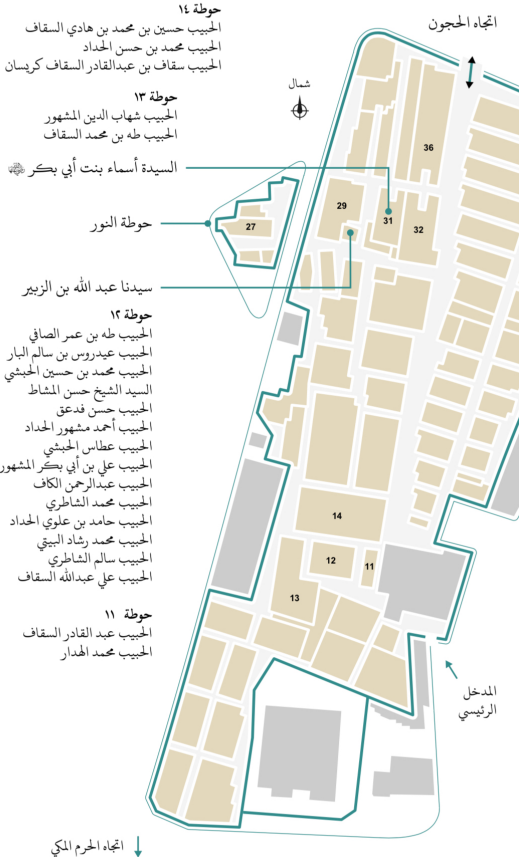 حوطة ١٤
الحبيب حسين بن محمد بن هادي السقاف
الحبيب محمد بن حسن الحداد
الحبيب سقاف بن عبدالقادر السقاف كريسان
حوطة ١٣
الحبيب شهاب الدين المشهور
الحبيب طه بن محمد السقاف
السيدة أسماء بنت أبي بكر
حوطة النور
سيدنا عبد الله بن الزبير
حوطة ١٢
الحبيب طه بن عمر الصافي
الحبيب عيدروس بن سالم البار
الحبيب محمد بن حسين الحبشي
السيد الشيخ حسن المشاط
الحبيب حسن فدعق
الحبيب أحمد مشهور الحداد
الحبيب عطاس الحبشي
الحبيب علي بن أبي بكر المشهور
الحبيب عبدالرحمن الكاف
الحبيب محمد الشاطري
الحبيب حامد بن علوي الحداد
الحبيب محمد رشاد البيتي
الحبيب سالم الشاطري
الحبيب علي عبدالله السقاف
حوطة ١١
الحبيب عبد القادر السقاف
الحبيب محمد الهدار
اتجاه الحجون
شمال
36
29
31
32
27
14
12
11
13
المدخل
الرئيسي
اتجاه الحرم المكي